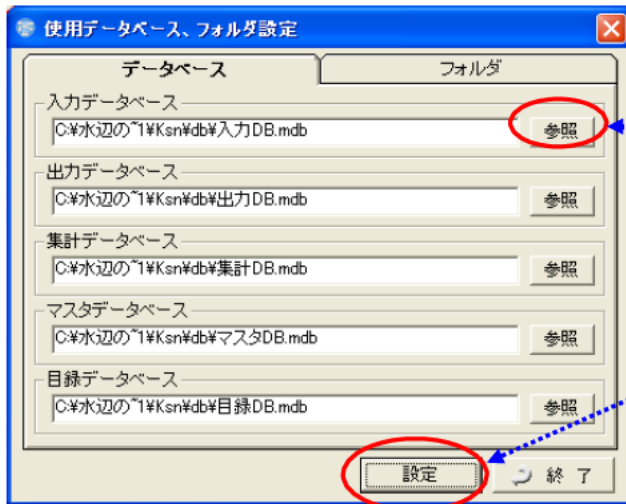 使用データベース、フォルダ設定
データベース
フォルダ
入力データベース
C:¥水辺の~1¥Ksn¥db¥入力DB.mdb
参照
出力データベース
C:¥水辺の~1¥Ksn¥db¥出力DB.mdb
参照
集計データベース
C:¥水辺の~1¥Ksn¥db¥集計DB.mdb
参照
マスタデータベース
C:¥水辺の~1¥Ksn¥db¥マスタDB.mdb
参照
目録データベース
C:¥水辺の~1¥Ksn¥db¥目録DB.mdb
参照
設定
終 了